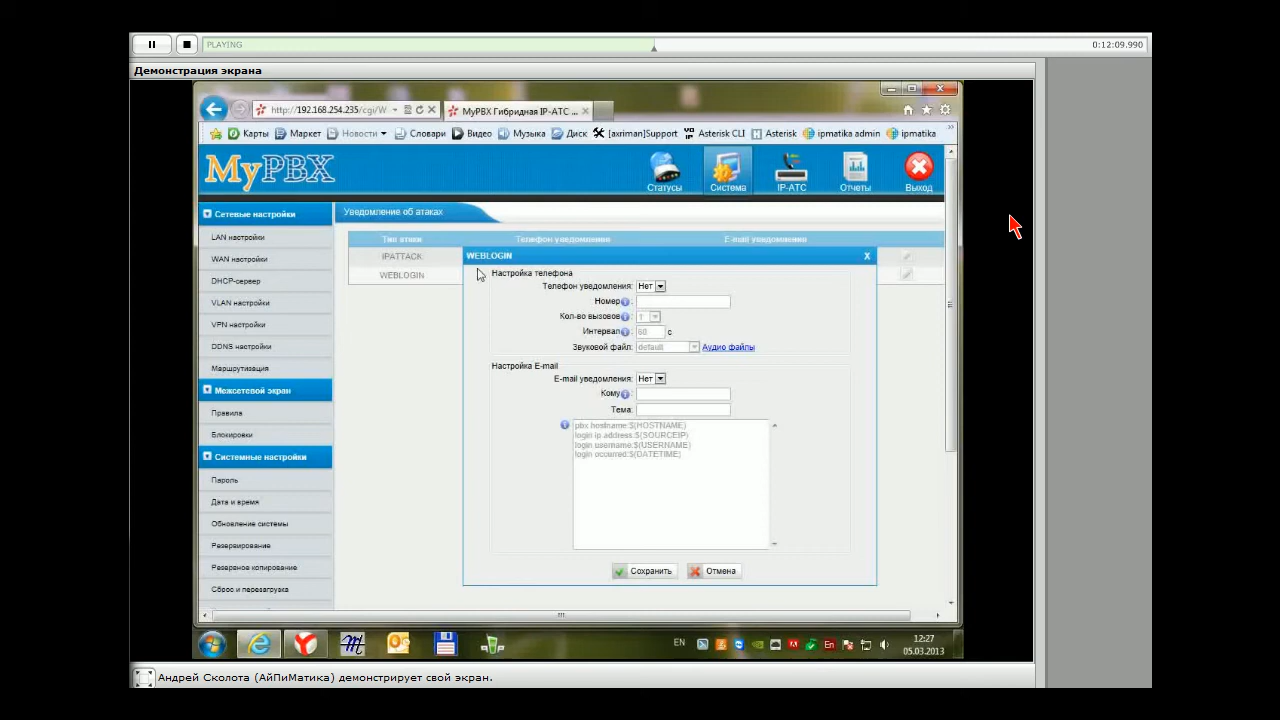 PLAYING
0:12:09.990
Демонстрация экрана
http://192.168.254.235/cgi/W
MyPBX Гибридная IP-АТС ...
Карты Маркет Новости Словари Видео Музыка Диск [axriman]Support Asterisk CLI Asterisk ipmatika admin ipmatika
MyPBX
Статусы Система IP-АТС Отчеты Выход
Сетевые настройки
LAN настройки
WAN настройки
DHCP-сервер
VLAN настройки
VPN настройки
DDNS настройки
Маршрутизация
Межсетевой экран
Правила
Блокировки
Системные настройки
Пароль
Дата и время
Обновление системы
Резервирование
Резервное копирование
Сброс и перезагрузка
Уведомление об атаках
Тип атаки Телефон уведомления E-mail уведомления
IPATTACK
WEBLOGIN
WEBLOGIN X
Настройка телефона
Телефон уведомления: Нет
Номер :
Кол-во вызовов : 1
Интервал : 60 с
Звуковой файл: default Аудио файлы
Настройка E-mail
E-mail уведомления: Нет
Кому :
Тема:
pbx hostname:$(HOSTNAME)
login ip address:$(SOURCEIP)
login username:$(USERNAME)
login occurred:$(DATETIME)
Сохранить Отмена
EN
En
12:27
05.03.2013
Андрей Сколота (АйПиМатика) демонстрирует свой экран.